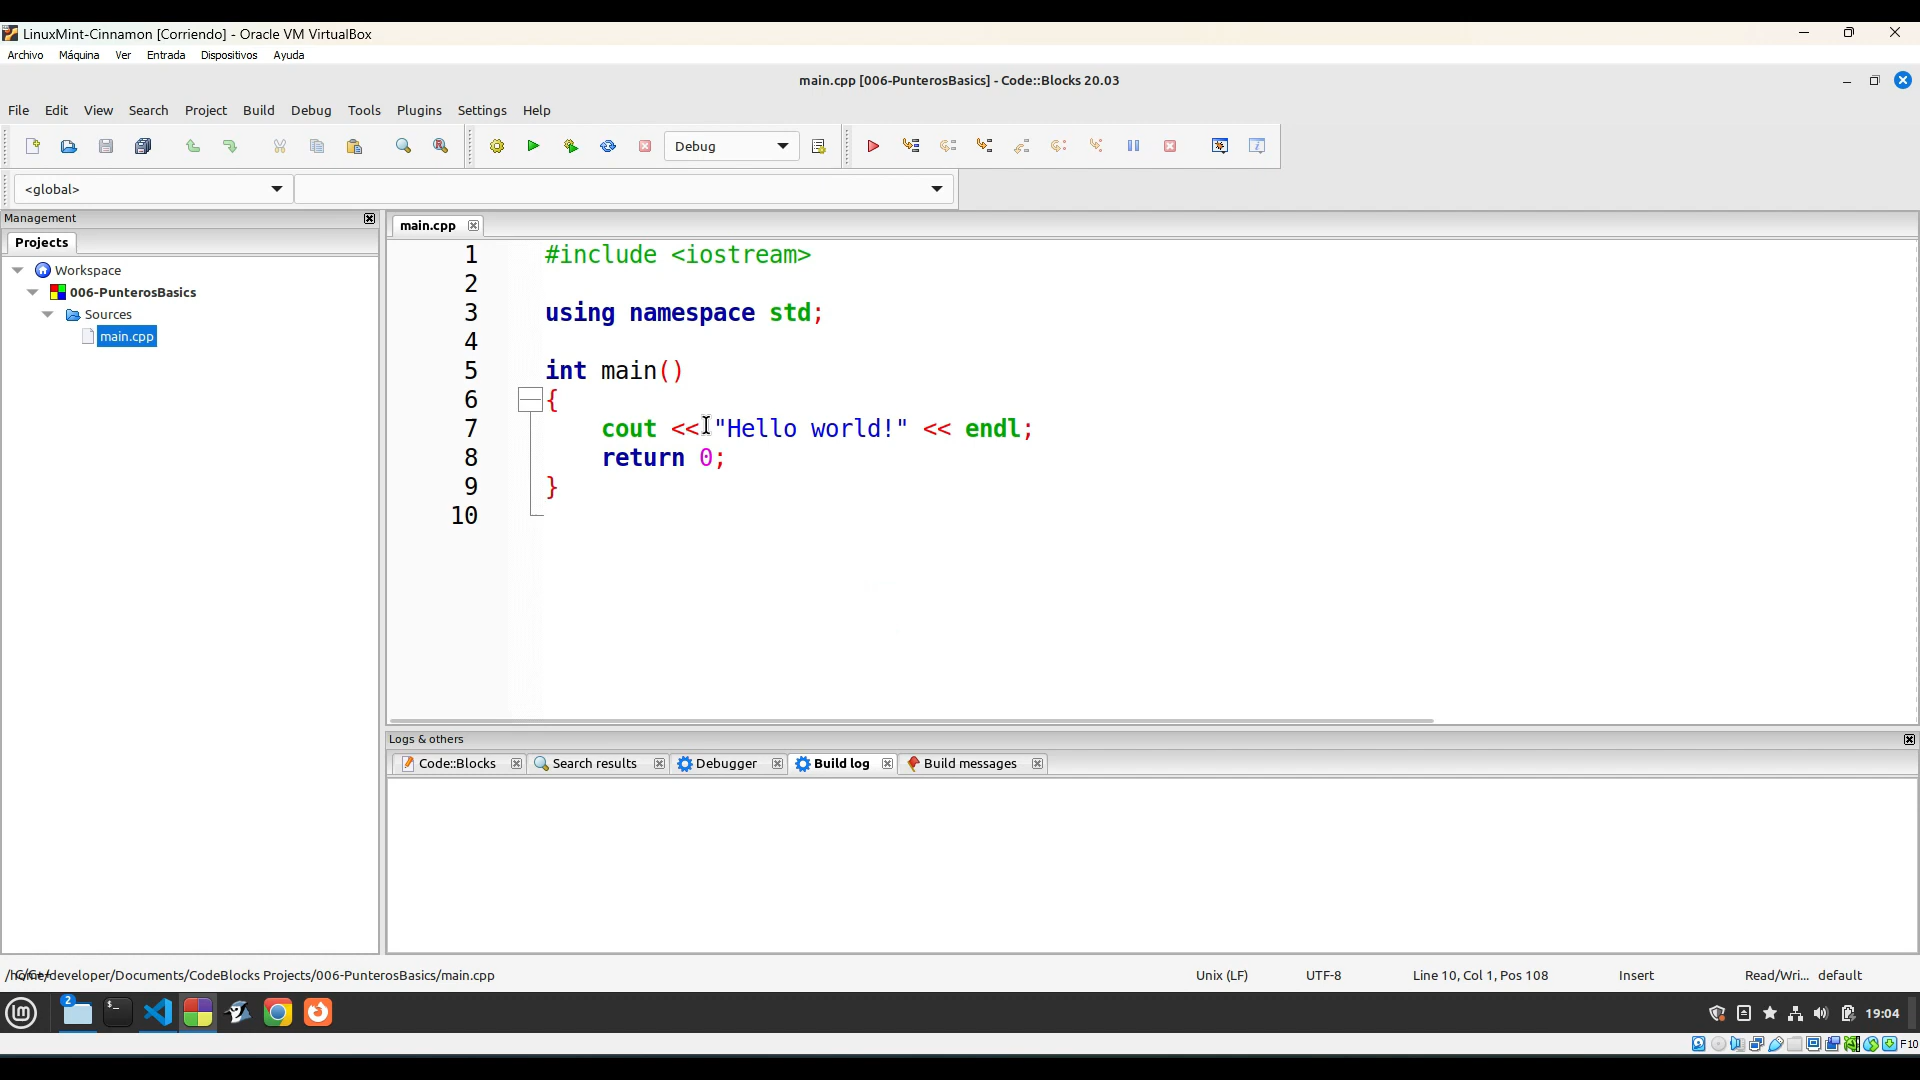 LinuxMint-Cinnamon [Corriendo] - Oracle VM VirtualBox
Archivo Máquina Ver Entrada Dispositivos Ayuda
main.cpp [006-PunterosBasics] - Code::Blocks 20.03
File Edit View Search Project Build Debug Tools Plugins Settings Help
Debug
<global>
Management
Projects
Workspace
006-PunterosBasics
Sources
main.cpp
main.cpp
1 #include <iostream>
2
3 using namespace std;
4
5 int main()
6 {
7 cout << "Hello world!" << endl;
8 return 0;
9 }
10
Logs & others
Code::Blocks Search results Debugger Build log Build messages
/home/developer/Documents/CodeBlocks Projects/006-PunterosBasics/main.cpp C/C++ Unix (LF) UTF-8 Line 10, Col 1, Pos 108 Insert Read/Wri... default
2
19:04
F10